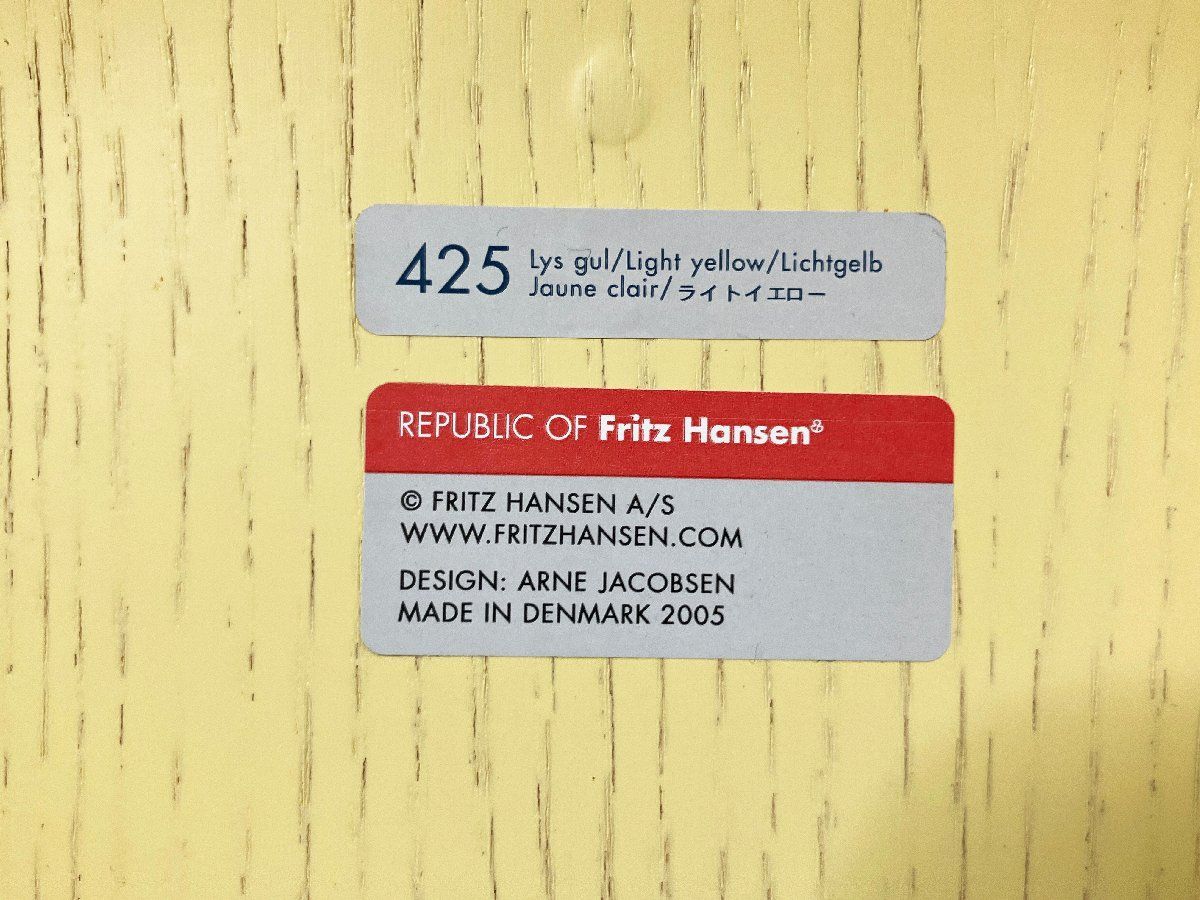 425 Lys gul/Light yellow/Lichtgelb
Jaune clair/ライトイエロー
REPUBLIC OF Fritz Hansen®
© FRITZ HANSEN A/S
WWW.FRITZHANSEN.COM
DESIGN: ARNE JACOBSEN
MADE IN DENMARK 2005